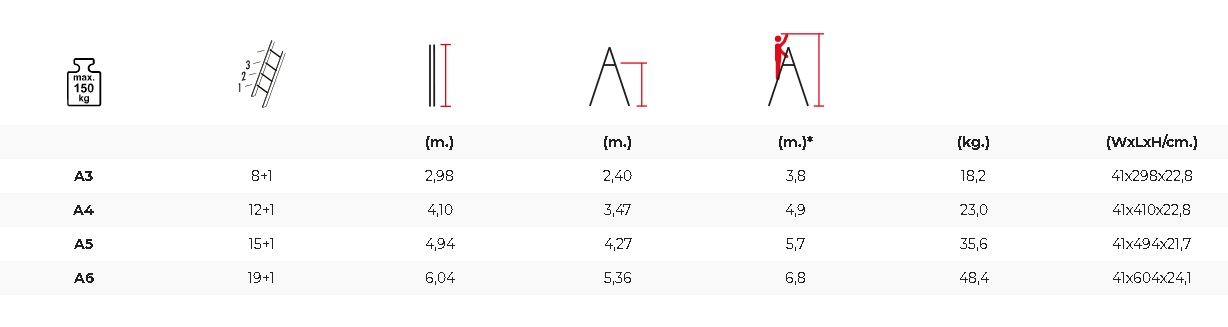 max.
150
kg
3
2
1
(m.) (m.) (m.)* (kg.) (WxLxH/cm.)
A3 8+1 2,98 2,40 3,8 18,2 41x298x22,8
A4 12+1 4,10 3,47 4,9 23,0 41x410x22,8
A5 15+1 4,94 4,27 5,7 35,6 41x494x21,7
A6 19+1 6,04 5,36 6,8 48,4 41x604x24,1